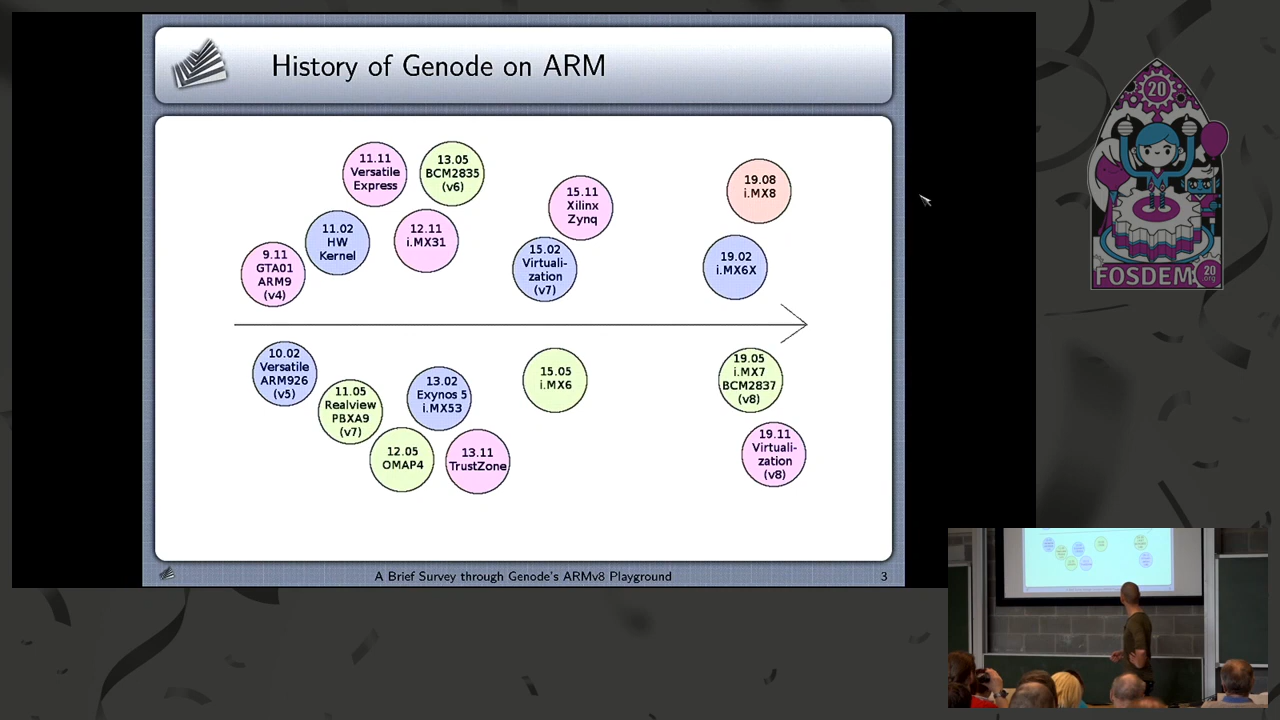 History of Genode on ARM
11.11
Versatile
Express
13.05
BCM2835
(v6)
15.11
Xilinx
Zynq
19.08
i.MX8
9.11
GTA01
ARM9
(v4)
11.02
HW
Kernel
12.11
i.MX31
15.02
Virtuali-
zation
(v7)
19.02
i.MX6X
10.02
Versatile
ARM926
(v5)
11.05
Realview
PBXA9
(v7)
12.05
OMAP4
13.02
Exynos 5
i.MX53
13.11
TrustZone
15.05
i.MX6
19.05
i.MX7
BCM2837
(v8)
19.11
Virtuali-
zation
(v8)
A Brief Survey through Genode's ARMv8 Playground
3
20
FOSDEM
20
.org